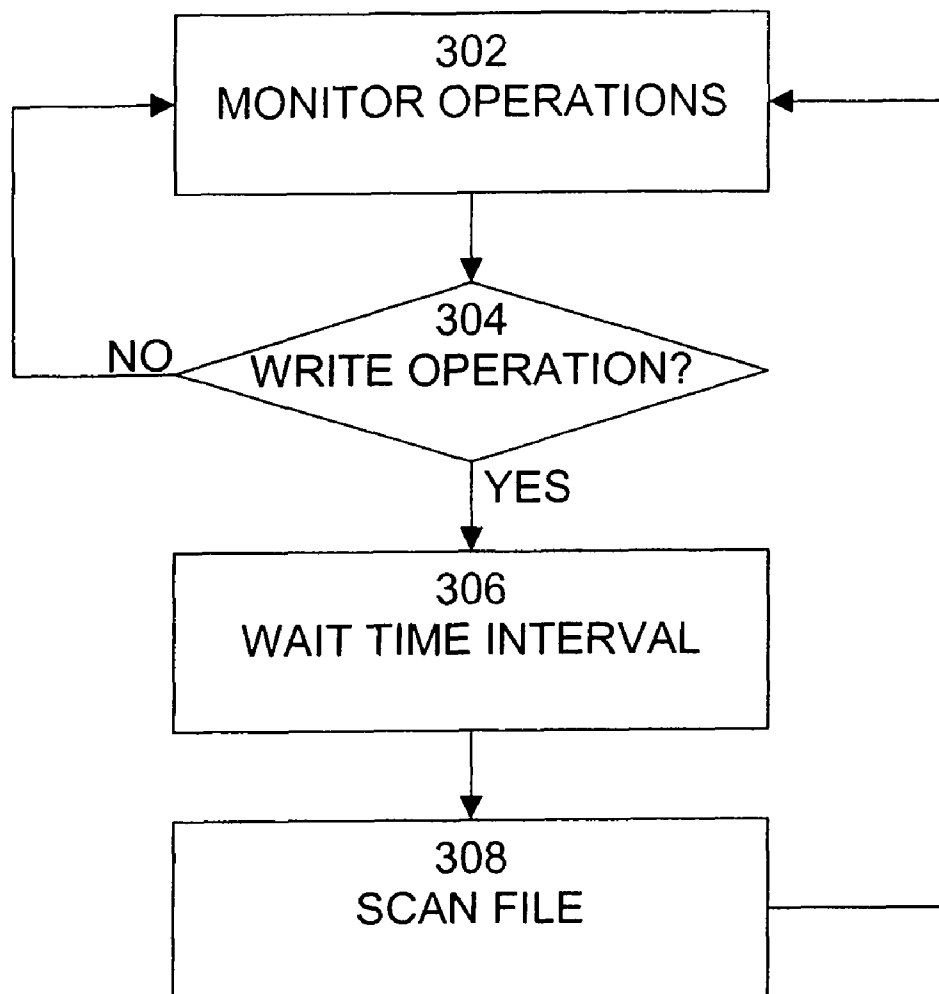 302
MONITOR OPERATIONS
304
WRITE OPERATION?
NO
YES
306
WAIT TIME INTERVAL
308
SCAN FILE